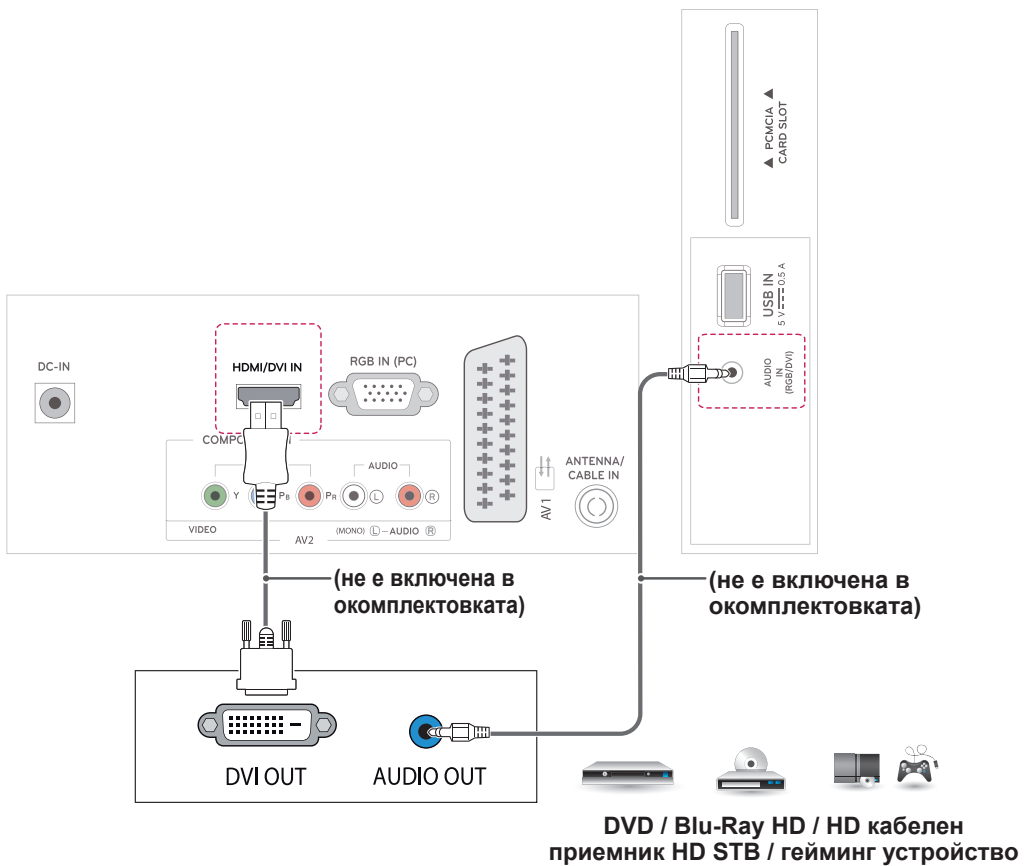 ▲ PCMCIA ▲
CARD SLOT
USB IN
5 V 0.5 A
AUDIO
IN
(RGB/DVI)
DC-IN
HDMI/DVI IN
RGB IN (PC)
COMPO
AUDIO
Y
PB
PR
L
R
VIDEO
(MONO) L – AUDIO R
AV2
AV1
ANTENNA/
CABLE IN
(не е включена в
окомплектовката)
(не е включена в
окомплектовката)
DVI OUT
AUDIO OUT
DVD / Blu-Ray HD / HD кабелен
приемник HD STB / гейминг устройство